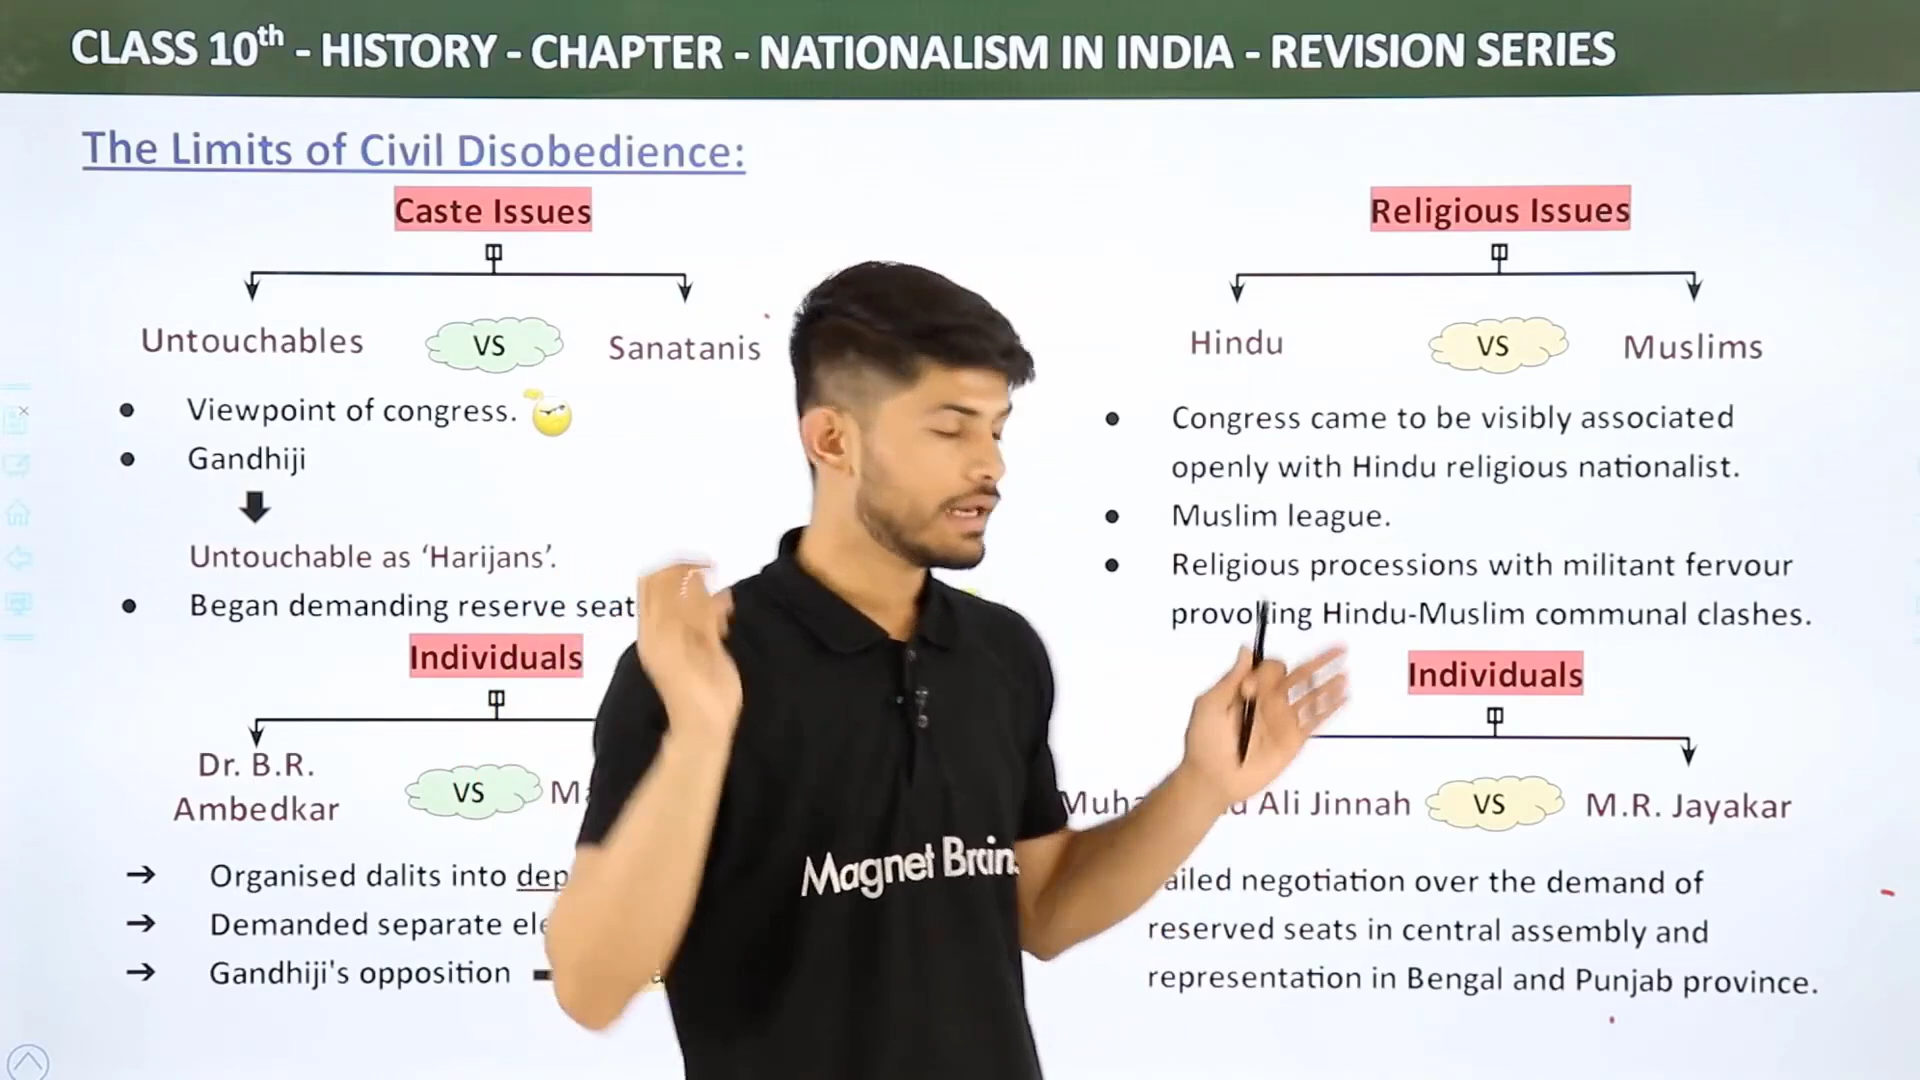 CLASS 10th - HISTORY - CHAPTER - NATIONALISM IN INDIA - REVISION SERIES
The Limits of Civil Disobedience:
Caste Issues
Untouchables VS Sanatanis
Viewpoint of congress.
Gandhiji
Untouchable as ‘Harijans’.
Began demanding reserve seat
Individuals
Dr. B.R.
Ambedkar VS
Organised dalits into
Demanded separate
Gandhiji's opposition
Religious Issues
Hindu VS Muslims
Congress came to be visibly associated
openly with Hindu religious nationalist.
Muslim league.
Religious processions with militant fervour
provoking Hindu-Muslim communal clashes.
Individuals
Ali Jinnah VS M.R. Jayakar
negotiation over the demand of
reserved seats in central assembly and
representation in Bengal and Punjab province.
Magnet Brains